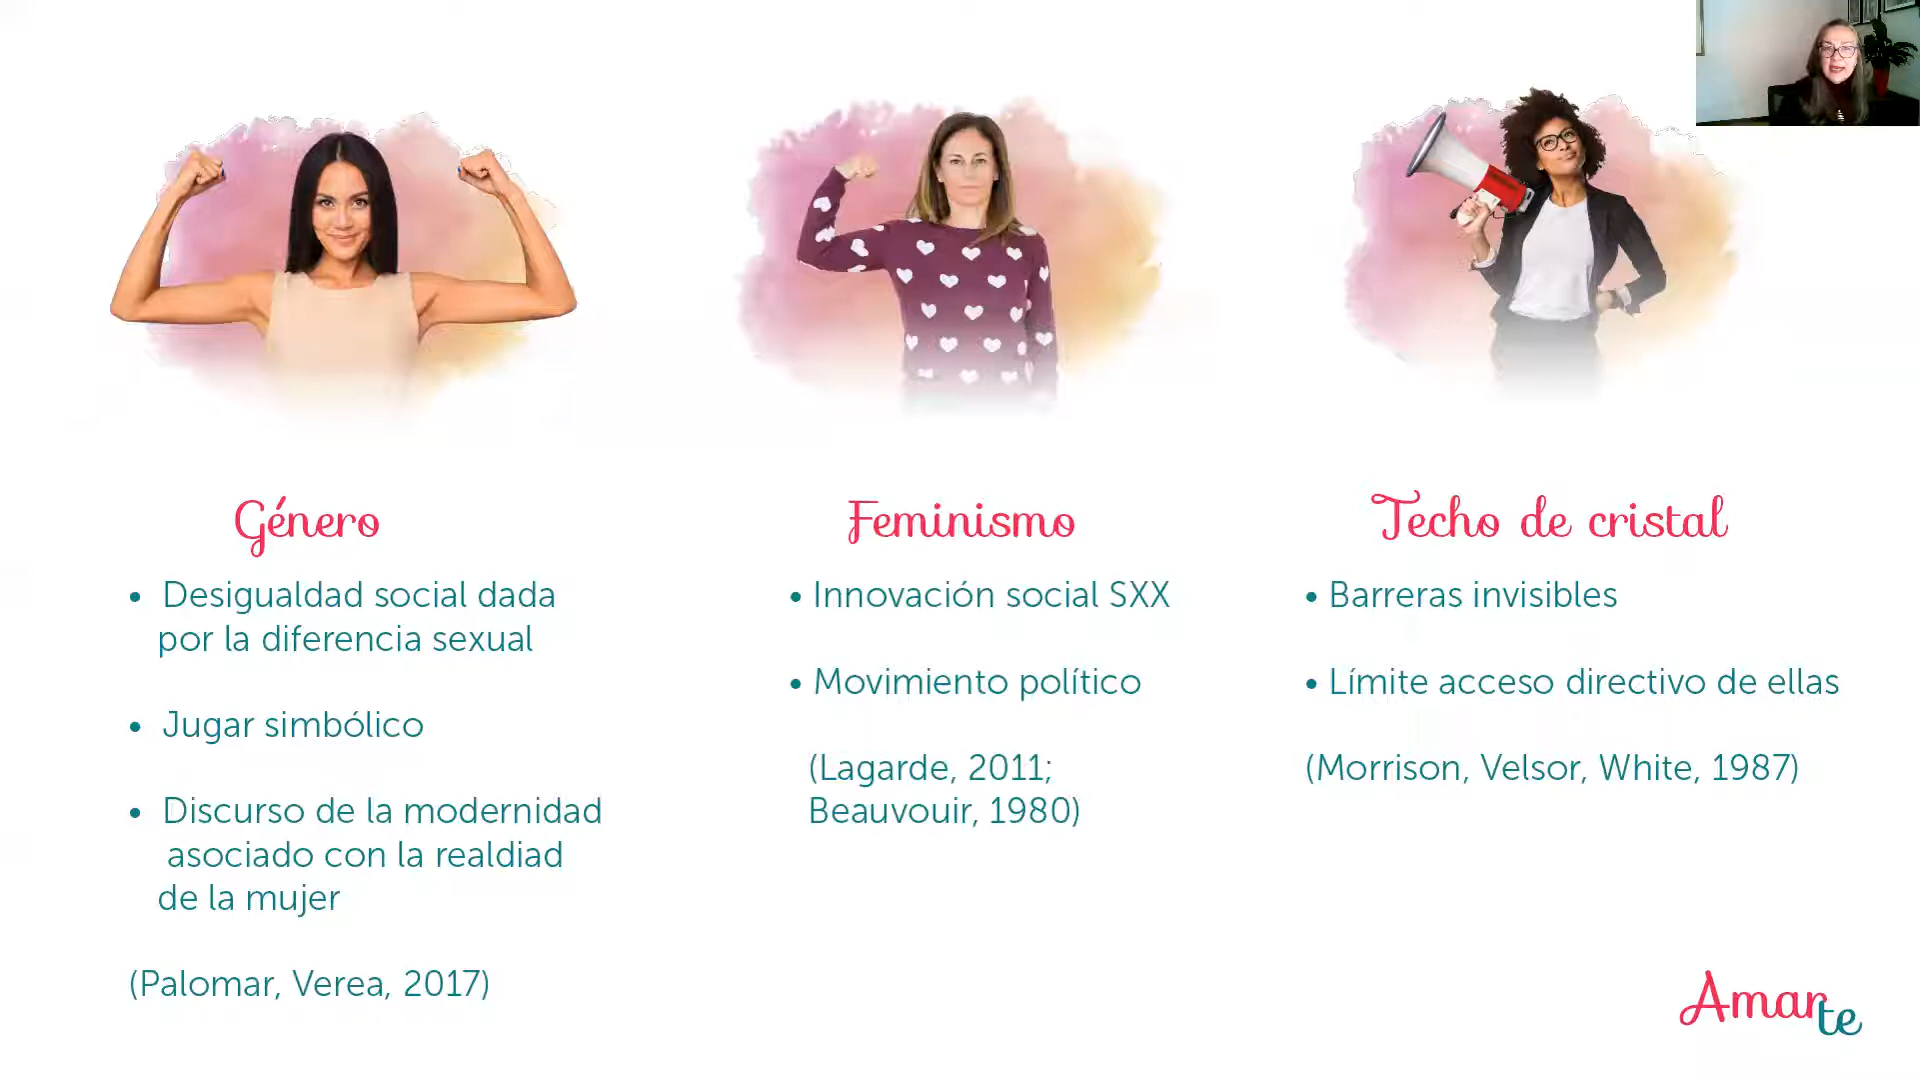 Género
• Desigualdad social dada
por la diferencia sexual
• Jugar simbólico
• Discurso de la modernidad
asociado con la realdiad
de la mujer
(Palomar, Verea, 2017)
Feminismo
• Innovación social SXX
• Movimiento político
(Lagarde, 2011;
Beauvouir, 1980)
Techo de cristal
• Barreras invisibles
• Límite acceso directivo de ellas
(Morrison, Velsor, White, 1987)
Amarte